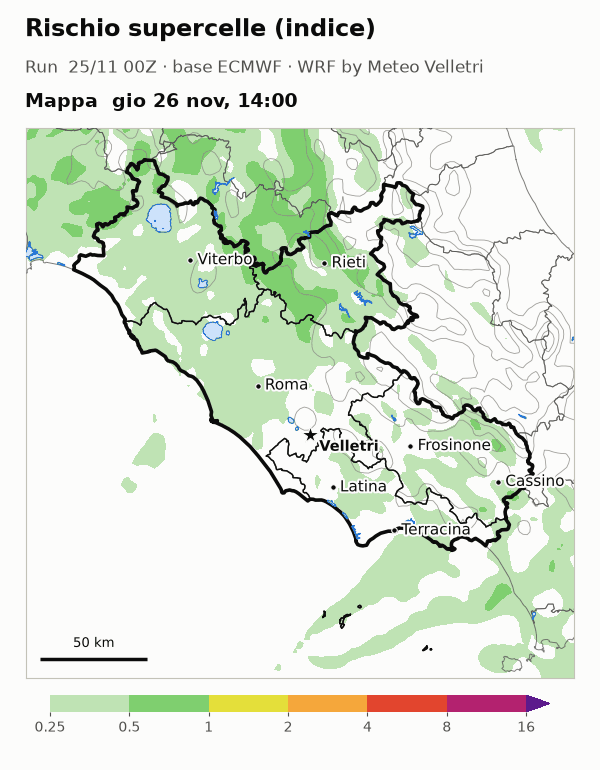 Rischio supercelle (indice)
Run  25/11 00Z · base ECMWF · WRF by Meteo Velletri
Mappa  gio 26 nov, 14:00
Viterbo
Rieti
Roma
Velletri
Frosinone
Latina
Cassino
Terracina
50 km
0.25 0.5 1 2 4 8 16